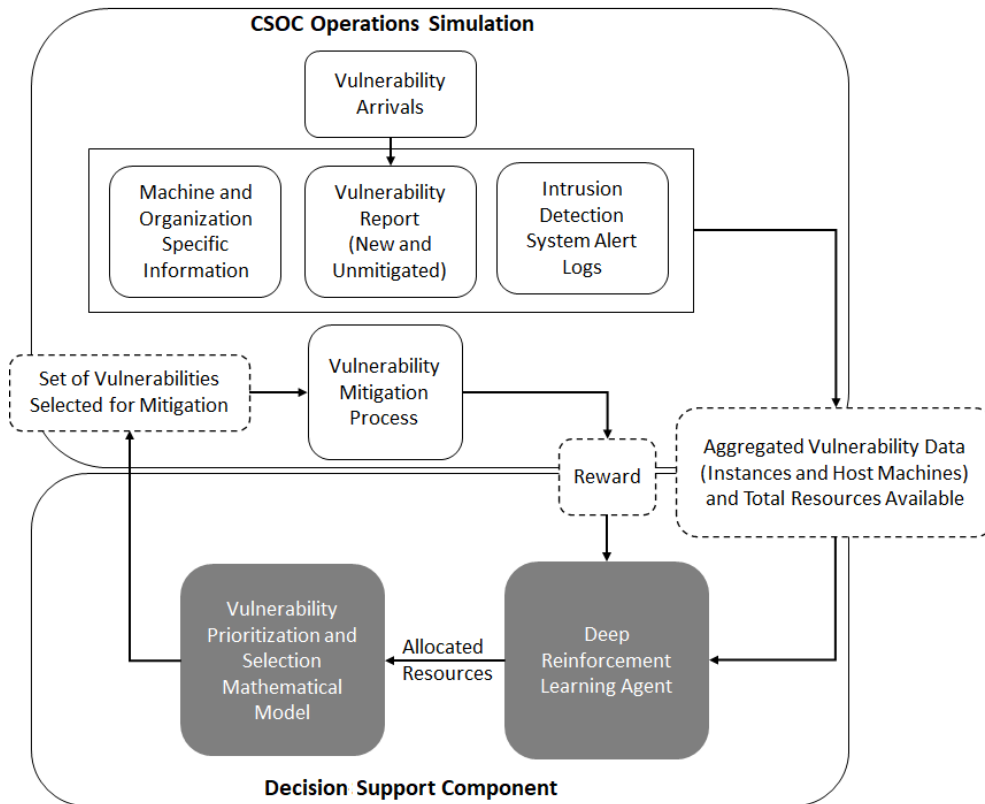 CSOC Operations Simulation
Vulnerability
Arrivals
Machine and
Organization
Specific
Information
Vulnerability
Report
(New and
Unmitigated)
Intrusion
Detection
System Alert
Logs
Set of Vulnerabilities
Selected for Mitigation
Vulnerability
Mitigation
Process
Reward
Aggregated Vulnerability Data
(Instances and Host Machines)
and Total Resources Available
Vulnerability
Prioritization and
Selection
Mathematical
Model
Allocated
Resources
Deep
Reinforcement
Learning Agent
Decision Support Component